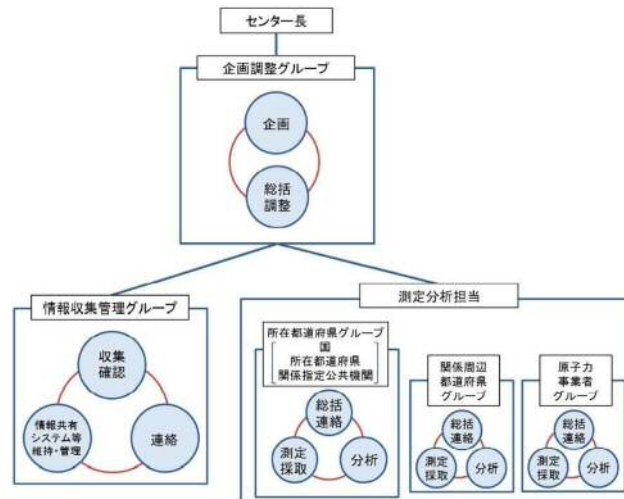 センター長
企画調整グループ
企画
総括
調整
情報収集管理グループ
収集
確認
情報共有
システム等
維持・管理
連絡
測定分析担当
所在都道府県グループ
国
所在都道府県
関係指定公共機関
総括
連絡
測定
採取
分析
関係周辺
都道府県
グループ
総括
連絡
測定
採取
分析
原子力
事業者
グループ
総括
連絡
測定
採取
分析